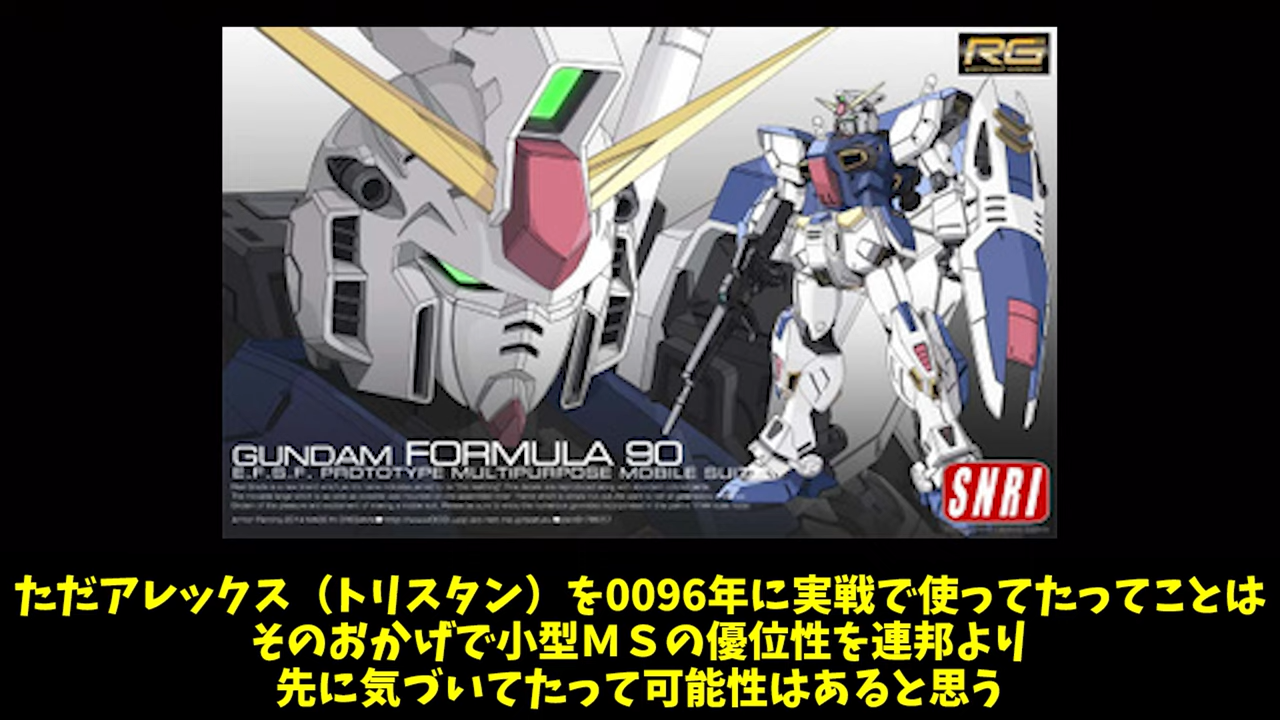 RG
GUNDAM FORMULA 90
E.F.S.F. PROTOTYPE MULTIPURPOSE MOBILE SUIT
SNRI
ただアレックス（トリスタン）を0096年に実戦で使ってたってことは
そのおかげで小型ＭＳの優位性を連邦より
先に気づいてたって可能性はあると思う